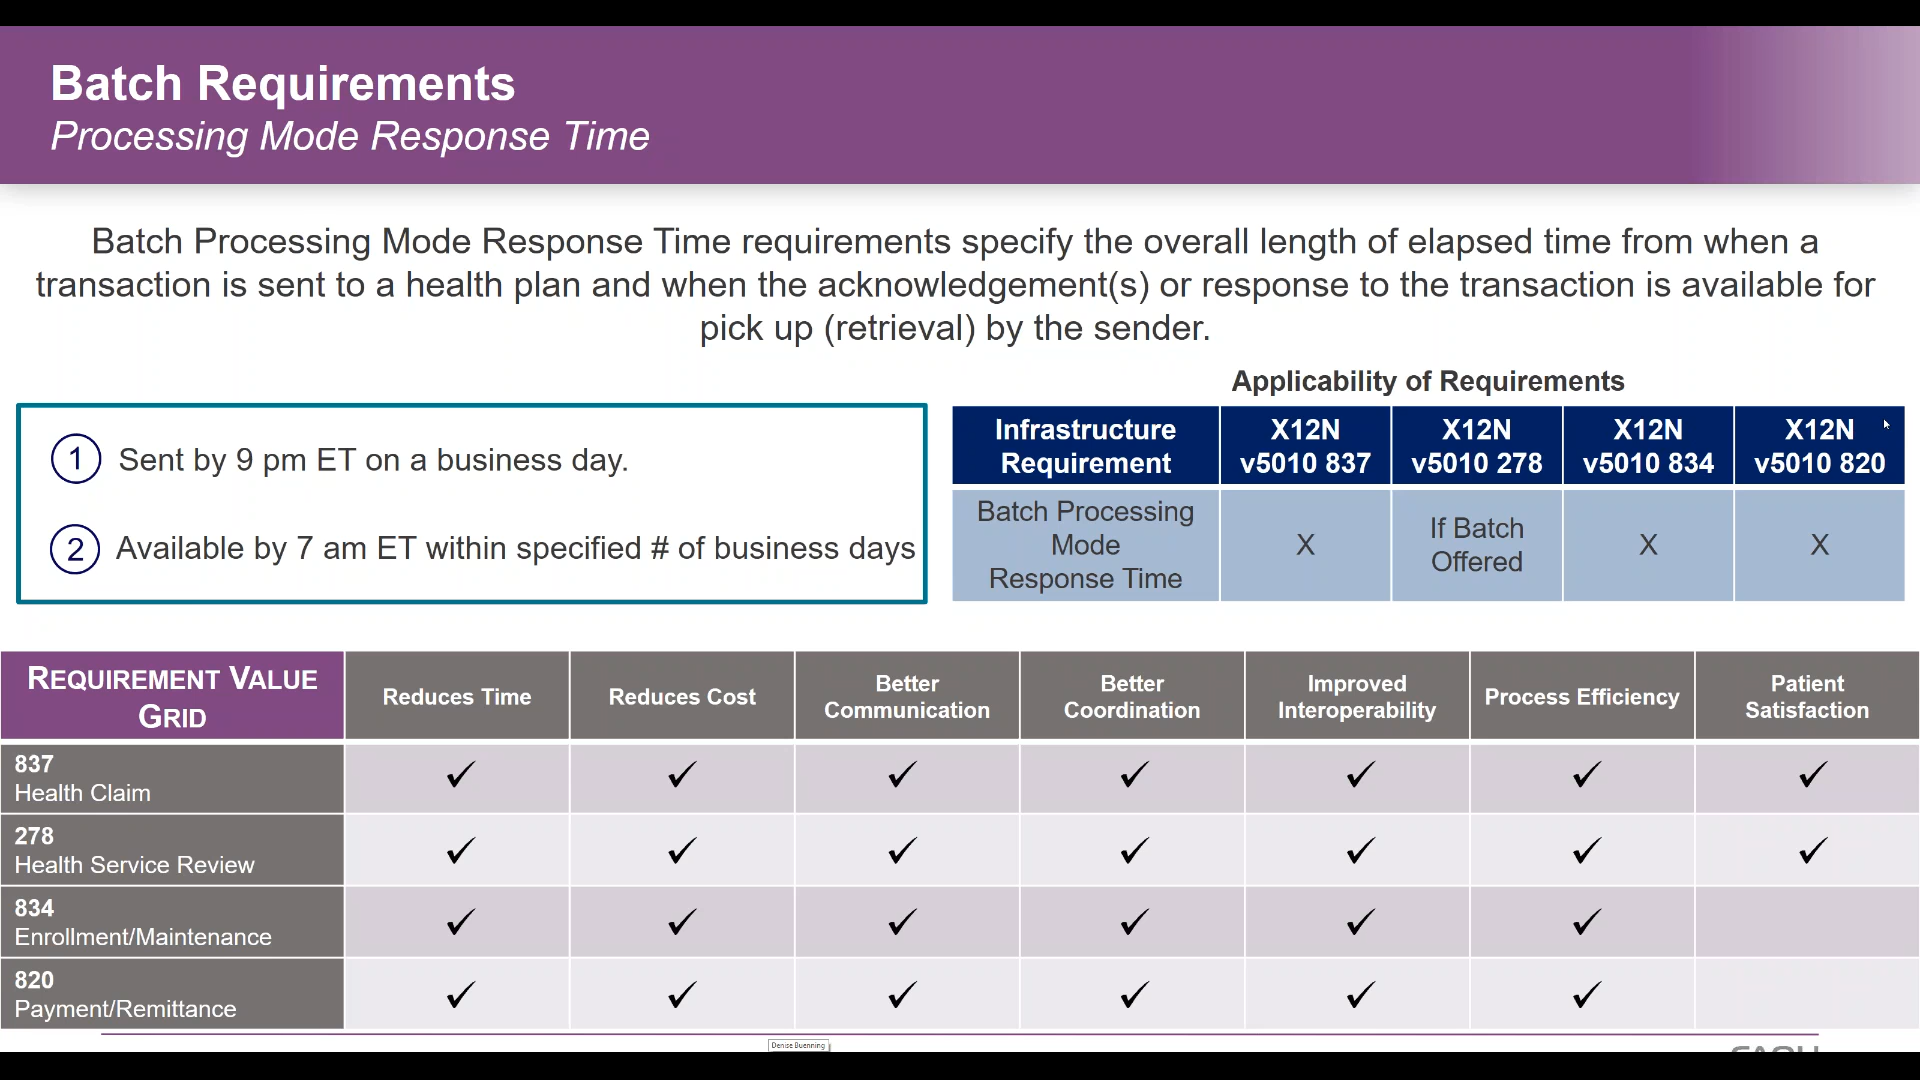 Batch Requirements
Processing Mode Response Time
Batch Processing Mode Response Time requirements specify the overall length of elapsed time from when a
transaction is sent to a health plan and when the acknowledgement(s) or response to the transaction is available for
pick up (retrieval) by the sender.
1 Sent by 9 pm ET on a business day.
2 Available by 7 am ET within specified # of business days
Applicability of Requirements
Infrastructure Requirement X12N v5010 837 X12N v5010 278 X12N v5010 834 X12N v5010 820
Batch Processing Mode Response Time X If Batch Offered X X
REQUIREMENT VALUE GRID Reduces Time Reduces Cost Better Communication Better Coordination Improved Interoperability Process Efficiency Patient Satisfaction
837
Health Claim ✓ ✓ ✓ ✓ ✓ ✓ ✓
278
Health Service Review ✓ ✓ ✓ ✓ ✓ ✓ ✓
834
Enrollment/Maintenance ✓ ✓ ✓ ✓ ✓ ✓
820
Payment/Remittance ✓ ✓ ✓ ✓ ✓ ✓
Denise Buenning